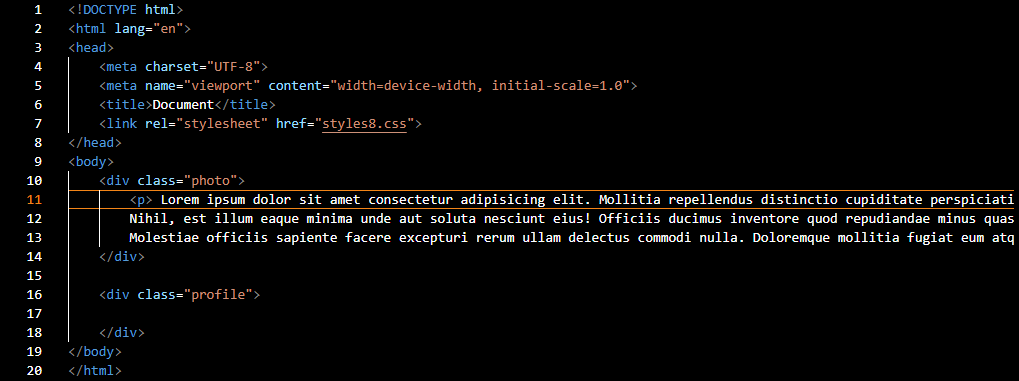 1 <!DOCTYPE html>
2 <html lang="en">
3 <head>
4 <meta charset="UTF-8">
5 <meta name="viewport" content="width=device-width, initial-scale=1.0">
6 <title>Document</title>
7 <link rel="stylesheet" href="styles8.css">
8 </head>
9 <body>
10 <div class="photo">
11 <p> Lorem ipsum dolor sit amet consectetur adipisicing elit. Mollitia repellendus distinctio cupiditate perspiciati
12 Nihil, est illum eaque minima unde aut soluta nesciunt eius! Officiis ducimus inventore quod repudiandae minus quas
13 Molestiae officiis sapiente facere excepturi rerum ullam delectus commodi nulla. Doloremque mollitia fugiat eum atq
14 </div>
15
16 <div class="profile">
17
18 </div>
19 </body>
20 </html>